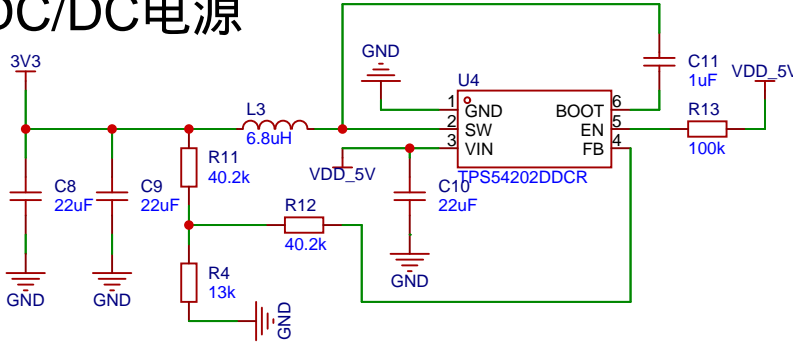 DC/DC电源
3V3
GND
U4
C11
1uF
VDD_5V
L3
6.8uH
1
GND
BOOT
6
2
SW
EN
5
3
VIN
FB
4
TPS54202DDCR
R13
100k
R11
40.2k
VDD_5V
C8
22uF
C9
22uF
C10
22uF
R12
40.2k
R4
13k
GND
GND
GND
GND